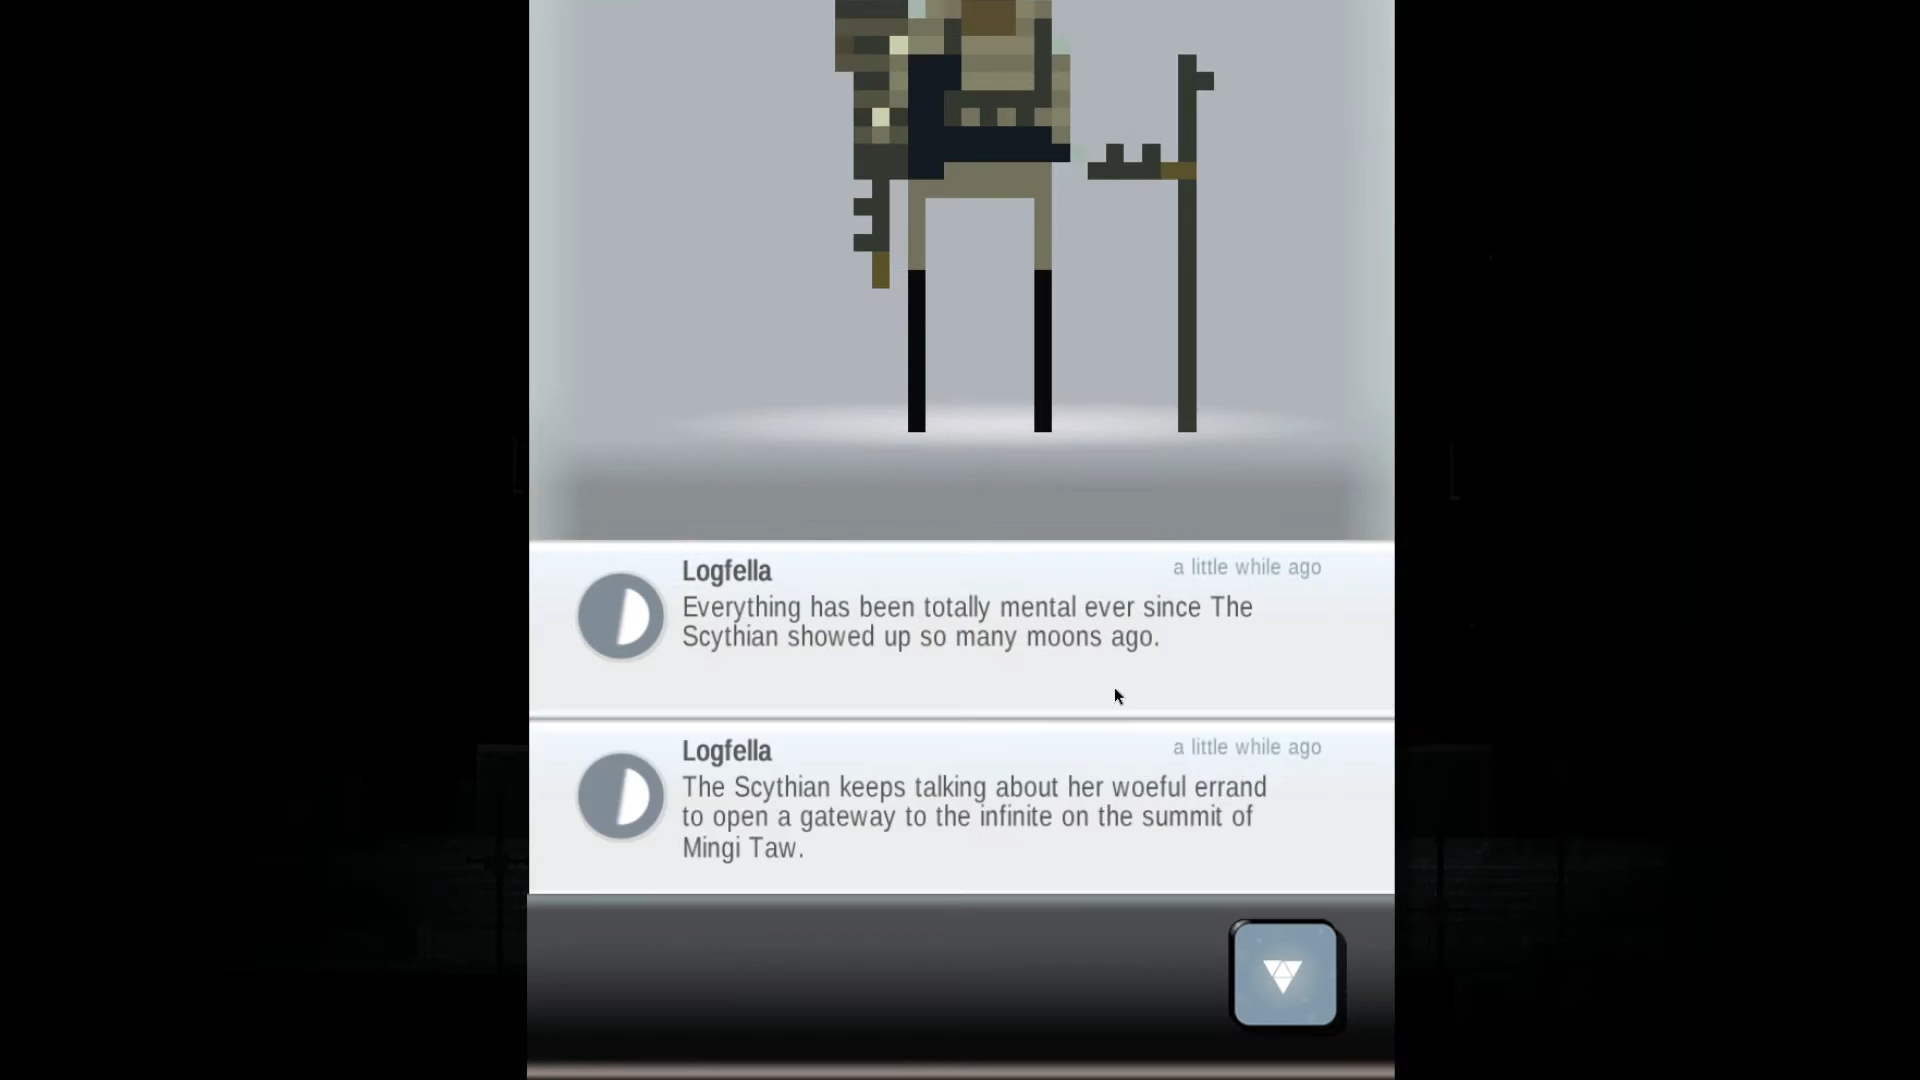 Logfella
a little while ago
Everything has been totally mental ever since The
Scythian showed up so many moons ago.
Logfella
a little while ago
The Scythian keeps talking about her woeful errand
to open a gateway to the infinite on the summit of
Mingi Taw.